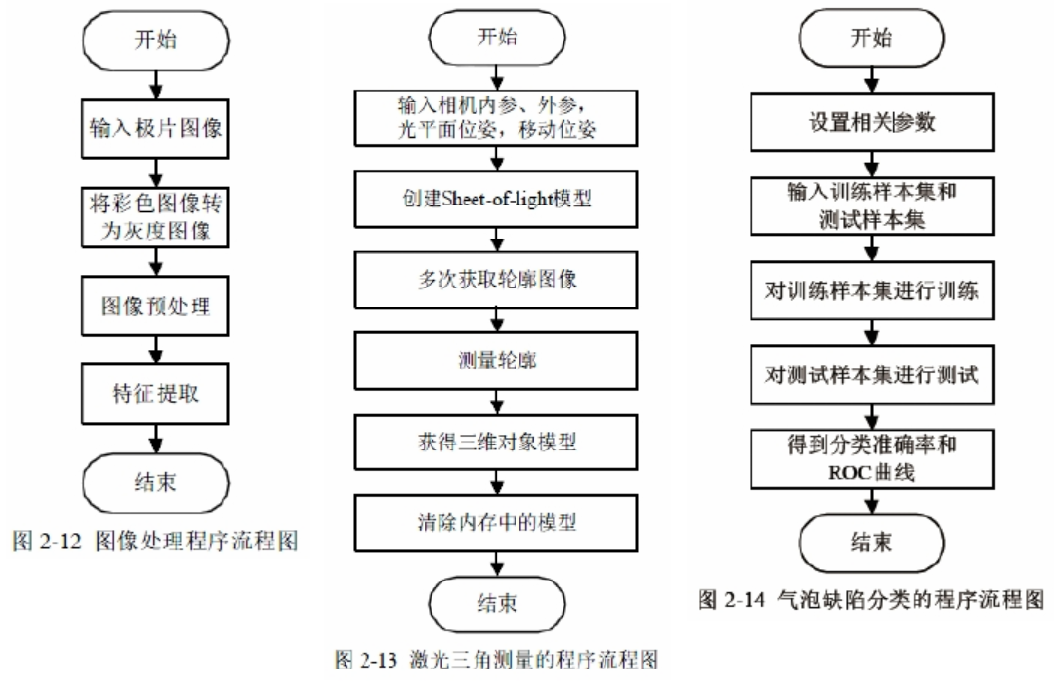 开始
输入极片图像
将彩色图像转
为灰度图像
图像预处理
特征提取
结束
图 2-12 图像处理程序流程图
开始
输入相机内参、外参，
光平面位姿，移动位姿
创建Sheet-of-light模型
多次获取轮廓图像
测量轮廓
获得三维对象模型
清除内存中的模型
结束
图 2-13 激光三角测量的程序流程图
开始
设置相关参数
输入训练样本集和
测试样本集
对训练样本集进行训练
对测试样本集进行测试
得到分类准确率和
ROC曲线
结束
图 2-14 气泡缺陷分类的程序流程图